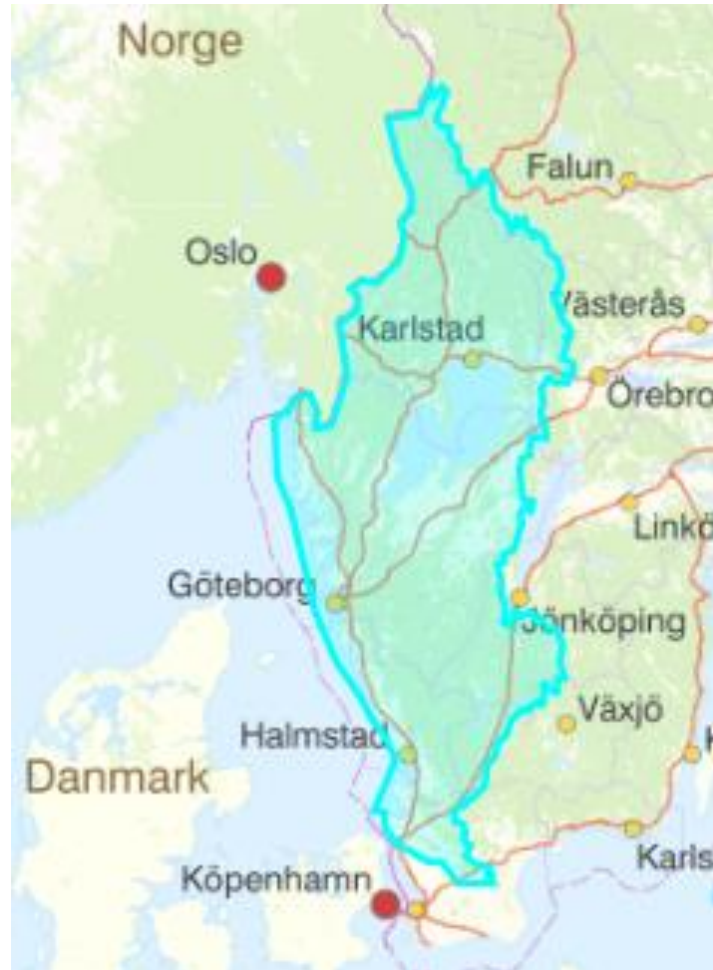 Norge
Falun
Oslo
Västerås
Karlstad
Örebro
Linkö
Göteborg
Jönköping
Växjö
Halmstad
Danmark
K
Karls
Köpenhamn